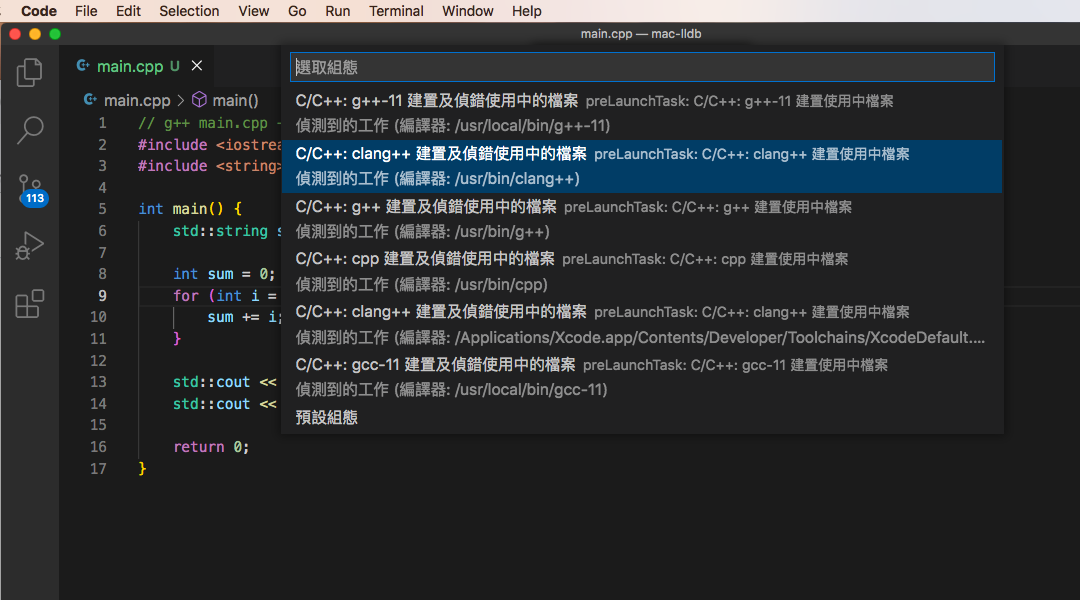 Code File Edit Selection View Go Run Terminal Window Help
main.cpp — mac-lldb
main.cpp U
main.cpp > main()
選取組態
C/C++: g++-11 建置及偵錯使用中的檔案 preLaunchTask: C/C++: g++-11 建置使用中檔案
偵測到的工作 (編譯器: /usr/local/bin/g++-11)
C/C++: clang++ 建置及偵錯使用中的檔案 preLaunchTask: C/C++: clang++ 建置使用中檔案
偵測到的工作 (編譯器: /usr/bin/clang++)
C/C++: g++ 建置及偵錯使用中的檔案 preLaunchTask: C/C++: g++ 建置使用中檔案
偵測到的工作 (編譯器: /usr/bin/g++)
C/C++: cpp 建置及偵錯使用中的檔案 preLaunchTask: C/C++: cpp 建置使用中檔案
偵測到的工作 (編譯器: /usr/bin/cpp)
C/C++: clang++ 建置及偵錯使用中的檔案 preLaunchTask: C/C++: clang++ 建置使用中檔案
偵測到的工作 (編譯器: /Applications/Xcode.app/Contents/Developer/Toolchains/XcodeDefault....
C/C++: gcc-11 建置及偵錯使用中的檔案 preLaunchTask: C/C++: gcc-11 建置使用中檔案
偵測到的工作 (編譯器: /usr/local/bin/gcc-11)
預設組態
113
1 // g++ main.cpp -
2 #include <iostrea
3 #include <string>
4
5 int main() {
6 std::string s
7
8 int sum = 0;
9 for (int i =
10 sum += i;
11 }
12
13 std::cout <<
14 std::cout <<
15
16 return 0;
17 }